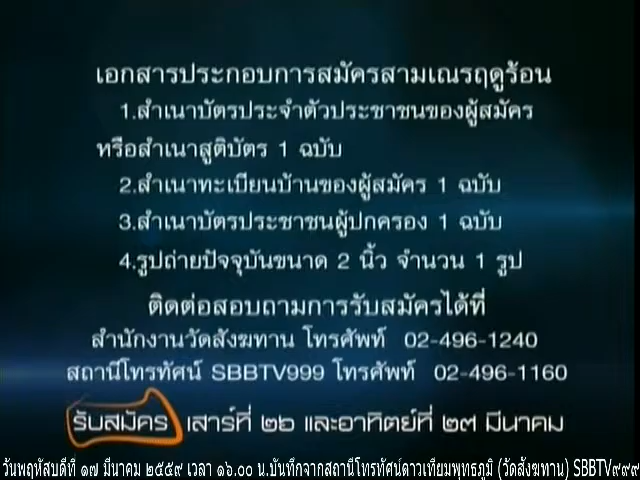 เอกสารประกอบการสมัครสามเณรฤดูร้อน
1.สำเนาบัตรประจำตัวประชาชนของผู้สมัคร
หรือสำเนาสูติบัตร 1 ฉบับ
2.สำเนาทะเบียนบ้านของผู้สมัคร 1 ฉบับ
3.สำเนาบัตรประชาชนผู้ปกครอง 1 ฉบับ
4.รูปถ่ายปัจจุบันขนาด 2 นิ้ว จำนวน 1 รูป
ติดต่อสอบถามการรับสมัครได้ที่
สำนักงานวัดสังฆทาน โทรศัพท์ 02-496-1240
สถานีโทรทัศน์ SBBTV999 โทรศัพท์ 02-496-1160
รับสมัคร เสาร์ที่ ๒๖ และอาทิตย์ที่ ๒๗ มีนาคม
วันพฤหัสบดีที่ ๑๗ มีนาคม ๒๕๕๙ เวลา ๑๖.๐๐ น.บันทึกจากสถานีโทรทัศน์ดาวเทียมพุทธภูมิ (วัดสังฆทาน) SBBTV๙๙๙